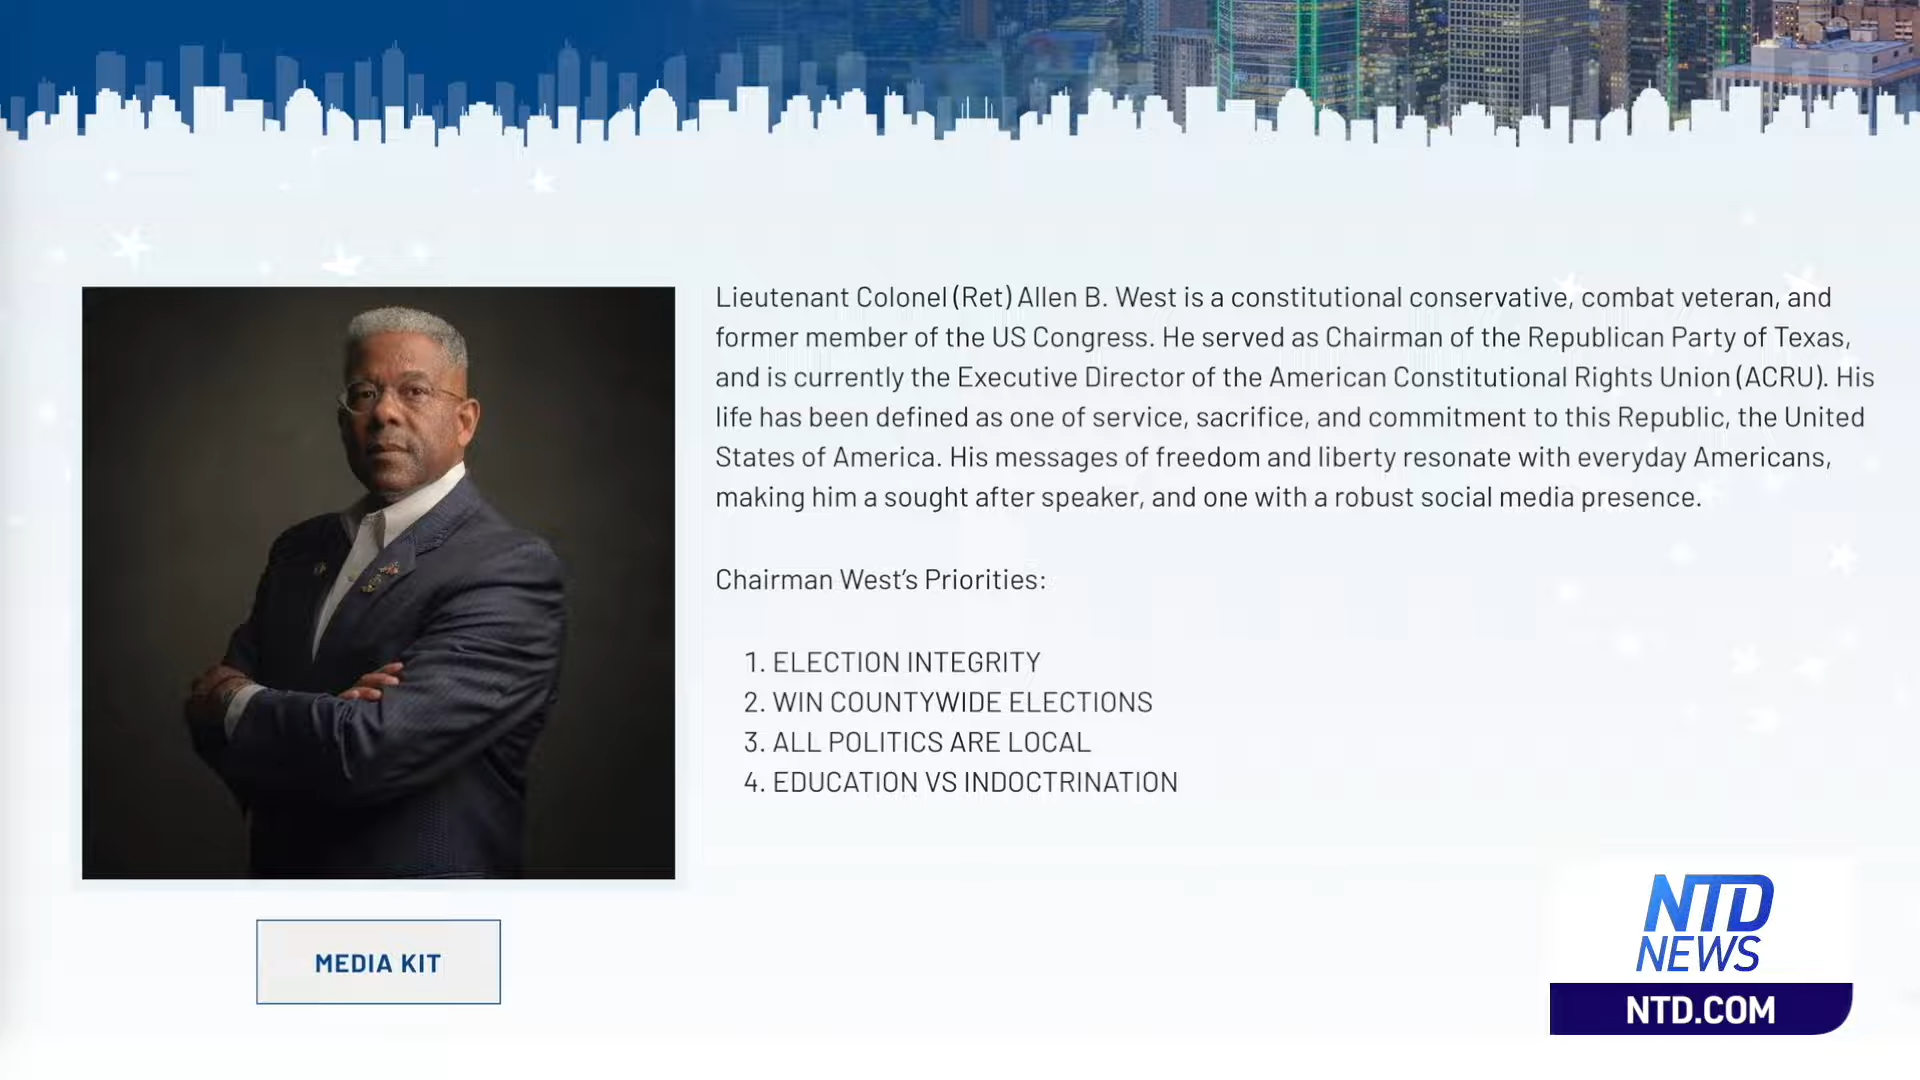 Lieutenant Colonel (Ret) Allen B. West is a constitutional conservative, combat veteran, and
former member of the US Congress. He served as Chairman of the Republican Party of Texas,
and is currently the Executive Director of the American Constitutional Rights Union (ACRU). His
life has been defined as one of service, sacrifice, and commitment to this Republic, the United
States of America. His messages of freedom and liberty resonate with everyday Americans,
making him a sought after speaker, and one with a robust social media presence.
Chairman West’s Priorities:
1. ELECTION INTEGRITY
2. WIN COUNTYWIDE ELECTIONS
3. ALL POLITICS ARE LOCAL
4. EDUCATION VS INDOCTRINATION
MEDIA KIT
NTD
NEWS
NTD.COM